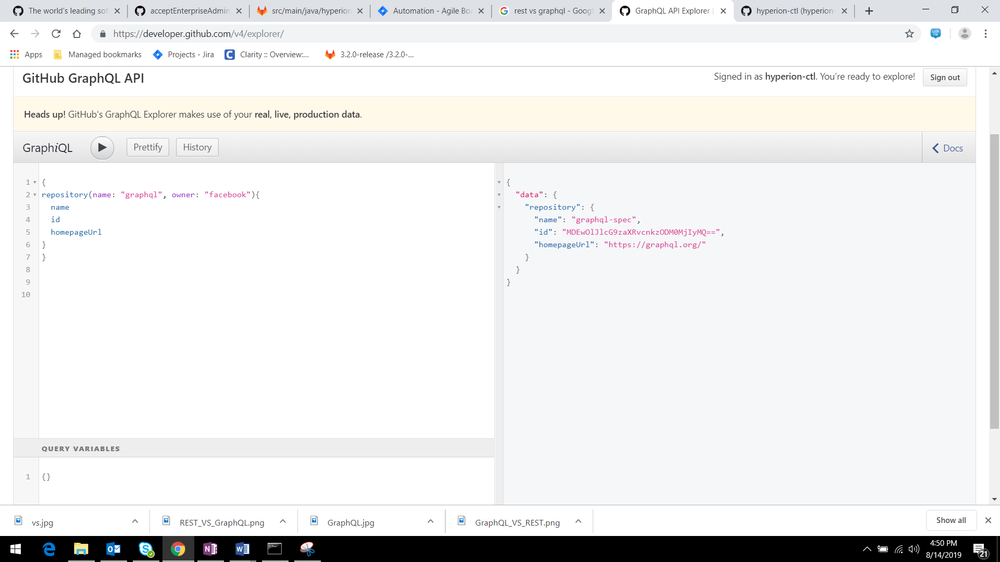 The world's leading sof
acceptEnterpriseAdmin
src/main/java/hyperion
Automation - Agile Boa
rest vs graphql - Googl
GraphQL API Explorer |
hyperion-ctl (hyperion-
https://developer.github.com/v4/explorer/
Apps
Managed bookmarks
Projects - Jira
Clarity :: Overview:...
3.2.0-release /3.2.0-...
GitHub GraphQL API
Signed in as hyperion-ctl. You're ready to explore!
Sign out
Heads up! GitHub's GraphQL Explorer makes use of your real, live, production data.
GraphiQL
Prettify
History
Docs
1 {
2 repository(name: "graphql", owner: "facebook"){
3 name
4 id
5 homepageUrl
6 }
7 }
8
9
10
{
"data": {
"repository": {
"name": "graphql-spec",
"id": "MDEwOlJlcG9zaXRvcnkzODM0MjIyMQ==",
"homepageUrl": "https://graphql.org/"
}
}
}
QUERY VARIABLES
1 {}
vs.jpg
REST_VS_GraphQL.png
GraphQL.jpg
GraphQL_VS_REST.png
Show all
4:50 PM
8/14/2019
21